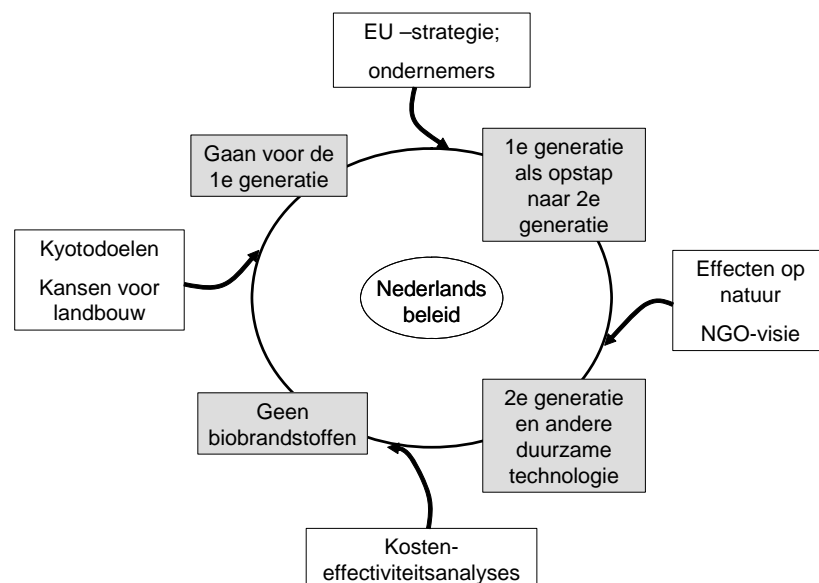 EU –strategie;
ondernemers
Gaan voor de
1e generatie
1e generatie
als opstap
naar 2e
generatie
Kyotodoelen
Kansen voor
landbouw
Nederlands
beleid
Effecten op
natuur
NGO-visie
Geen
biobrandstoffen
2e generatie
en andere
duurzame
technologie
Kosten-
effectiviteitsanalyses